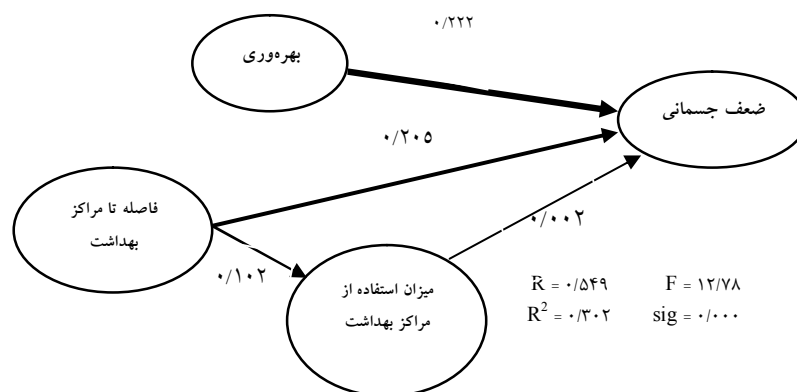 ۰/۲۲۲
بهره‌وری
ضعف جسمانی
۰/۲۰۵
فاصله تا مراکز
بهداشت
۰/۰۰۲
۰/۱۰۲
میزان استفاده از
مراکز بهداشت
R = ۰/۵۴۹ F = ۱۲/۷۸
R² = ۰/۳۰۲ sig = ۰/۰۰۰